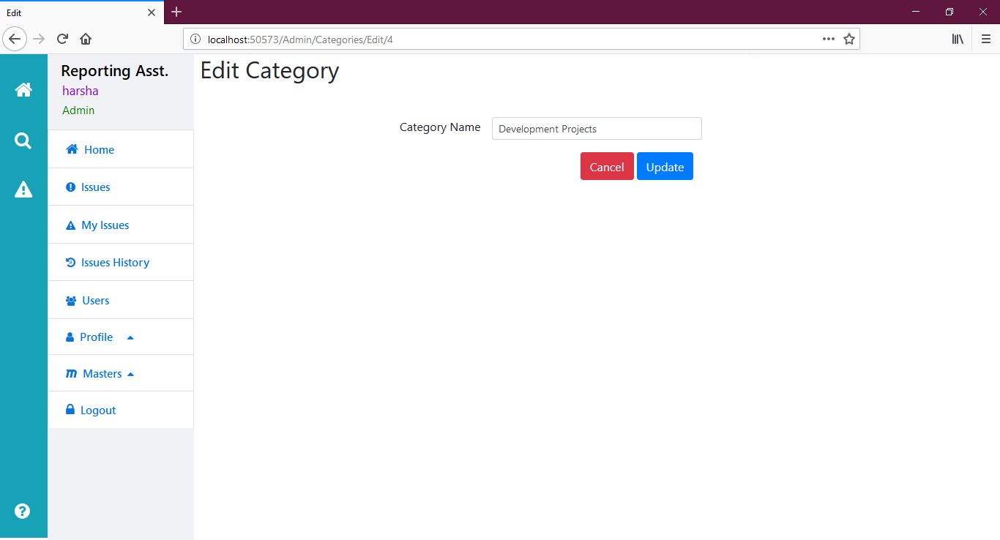 Edit
localhost:50573/Admin/Categories/Edit/4
Reporting Asst.
harsha
Admin
Home
Issues
My Issues
Issues History
Users
Profile
Masters
Logout
Edit Category
Category Name
Development Projects
Cancel Update